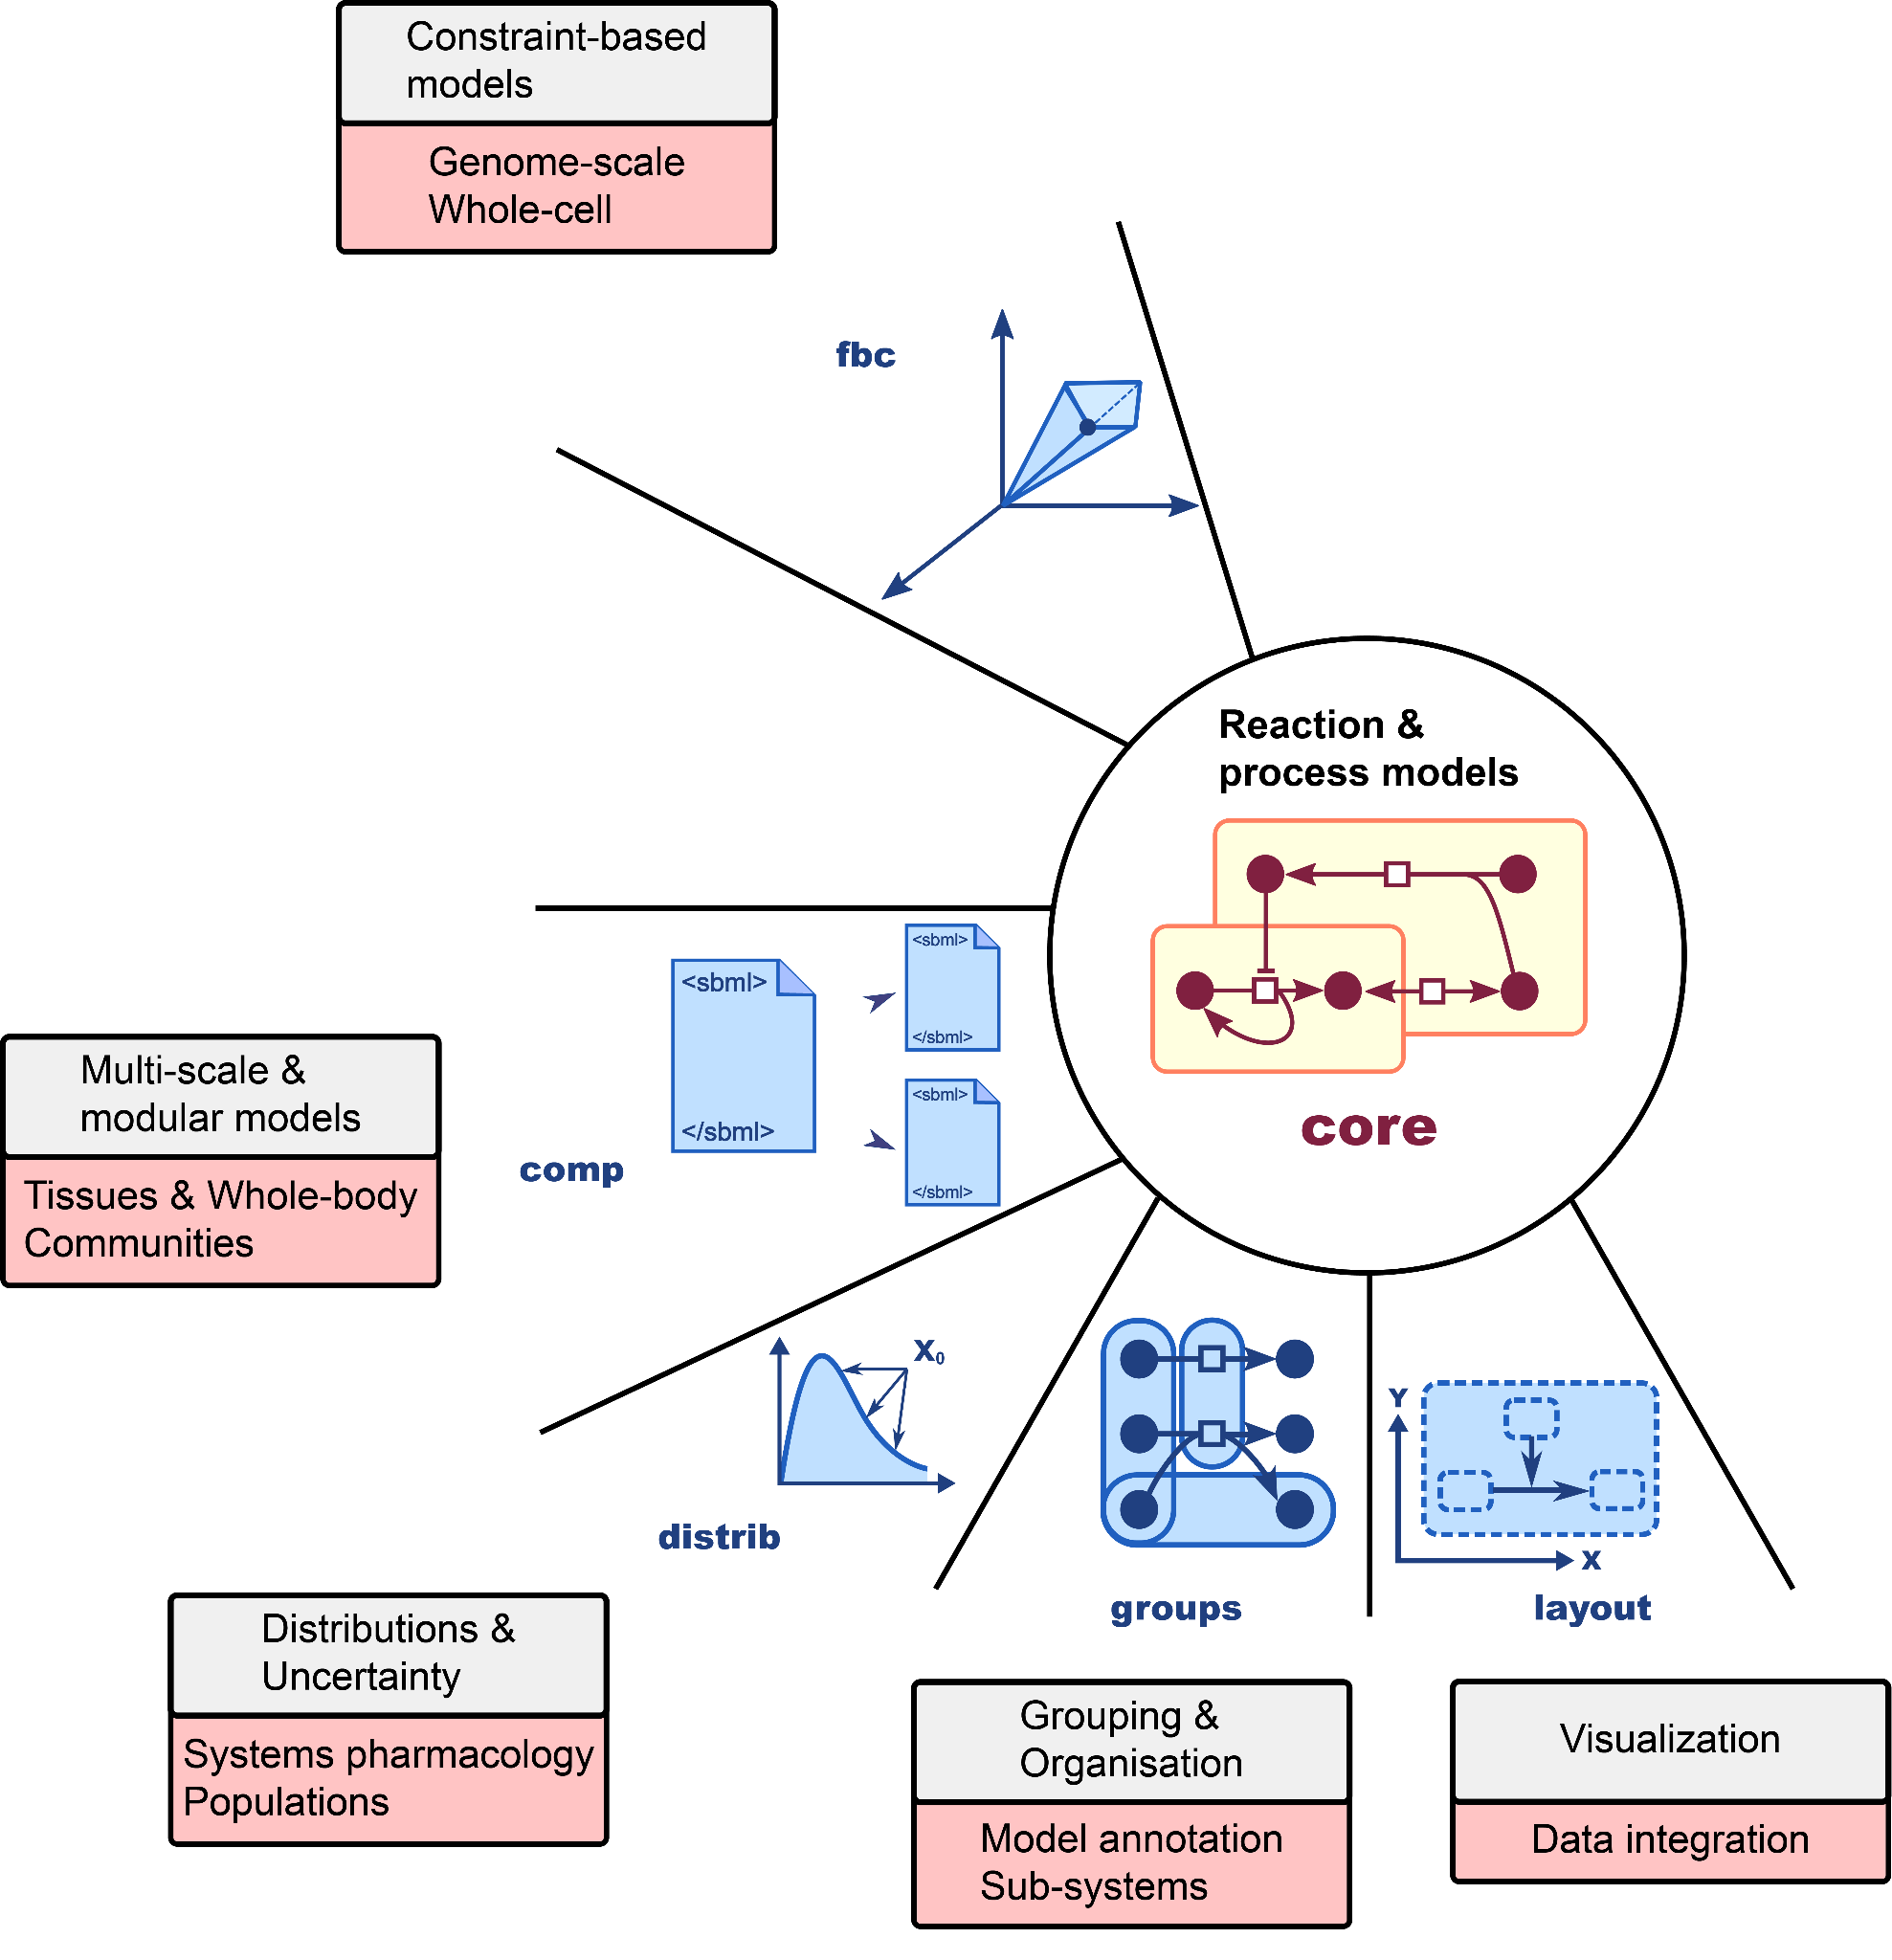 Constraint-based
models
Genome-scale
Whole-cell
fbc
Reaction &
process models
core
<sbml>
</sbml>
<sbml>
</sbml>
<sbml>
</sbml>
comp
Multi-scale &
modular models
Tissues & Whole-body
Communities
X₀
distrib
Distributions &
Uncertainty
Systems pharmacology
Populations
groups
Grouping &
Organisation
Model annotation
Sub-systems
Y
X
layout
Visualization
Data integration